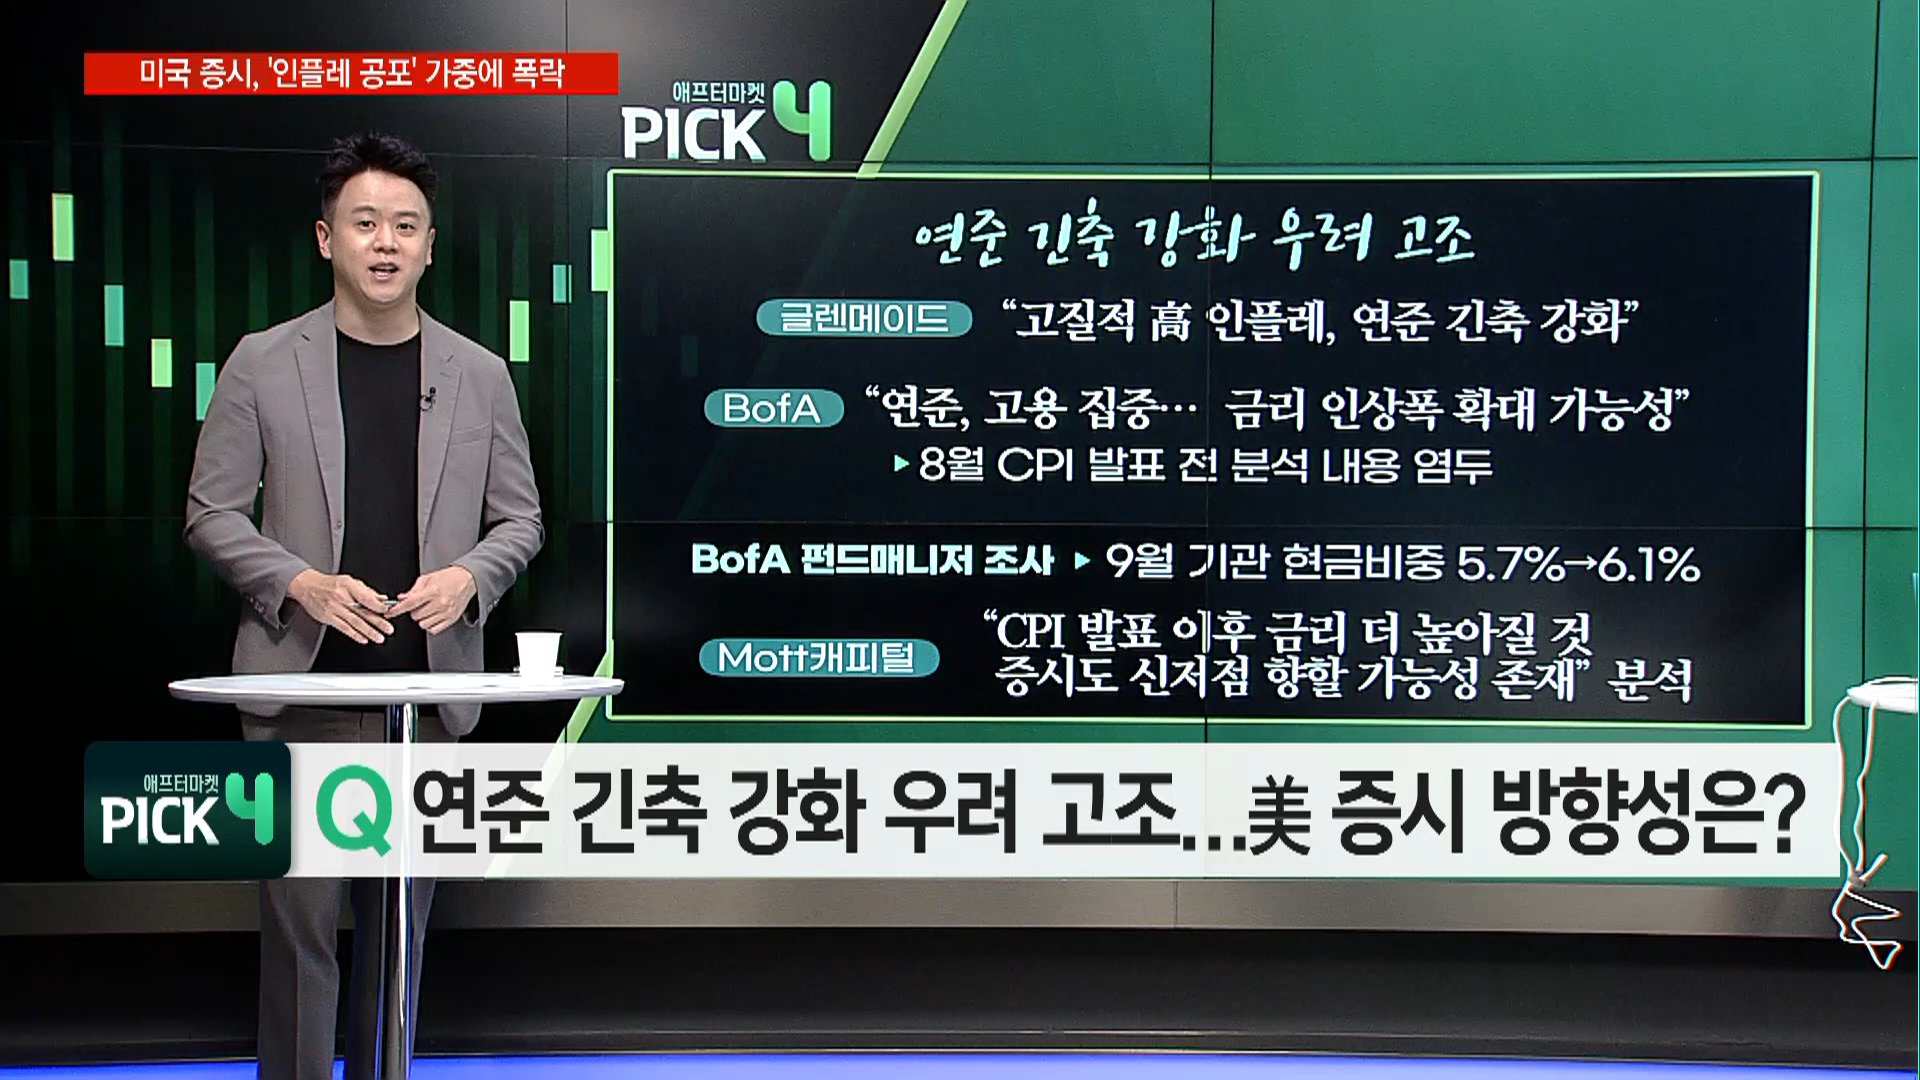 미국 증시, '인플레 공포' 가중에 폭락
애프터마켓
PICK 4
연준 긴축 강화 우려 고조
글렌메이드 “고질적 高 인플레, 연준 긴축 강화”
BofA “연준, 고용 집중… 금리 인상폭 확대 가능성”
▶8월 CPI 발표 전 분석 내용 염두
BofA 펀드매니저 조사 ▶ 9월 기관 현금비중 5.7%→6.1%
Mott캐피털 “CPI 발표 이후 금리 더 높아질 것
증시도 신저점 향할 가능성 존재” 분석
애프터마켓
PICK 4
Q 연준 긴축 강화 우려 고조...美 증시 방향성은?